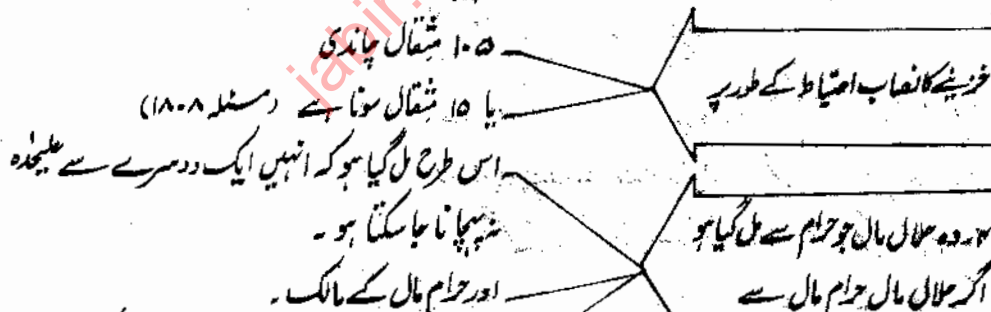 خزینے کا نصاب احتیاط کے طور پر
۱۰۵ مثقال چاندی
یا ۱۵ مثقال سونا ہے (مسئلہ ۱۸۰۸)
۴۔ وہ حلال مال جو حرام سے مل گیا ہو
اگر حلال مال حرام مال سے
اس طرح مل گیا ہو کہ انہیں ایک دوسرے سے علیحدہ
نہ پہچانا جا سکتا ہو ۔
اور حرام مال کے مالک ۔
jabir.